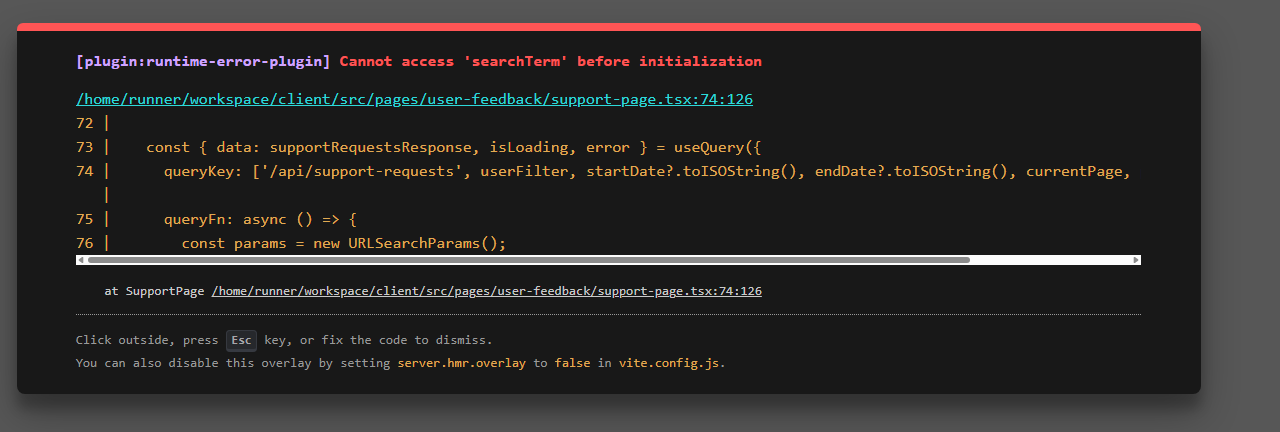 [plugin:runtime-error-plugin] Cannot access 'searchTerm' before initialization
/home/runner/workspace/client/src/pages/user-feedback/support-page.tsx:74:126
72 |
73 |    const { data: supportRequestsResponse, isLoading, error } = useQuery({
74 |      queryKey: ['/api/support-requests', userFilter, startDate?.toISOString(), endDate?.toISOString(), currentPage,
|
75 |      queryFn: async () => {
76 |        const params = new URLSearchParams();
at SupportPage /home/runner/workspace/client/src/pages/user-feedback/support-page.tsx:74:126
Click outside, press Esc key, or fix the code to dismiss.
You can also disable this overlay by setting server.hmr.overlay to false in vite.config.js.